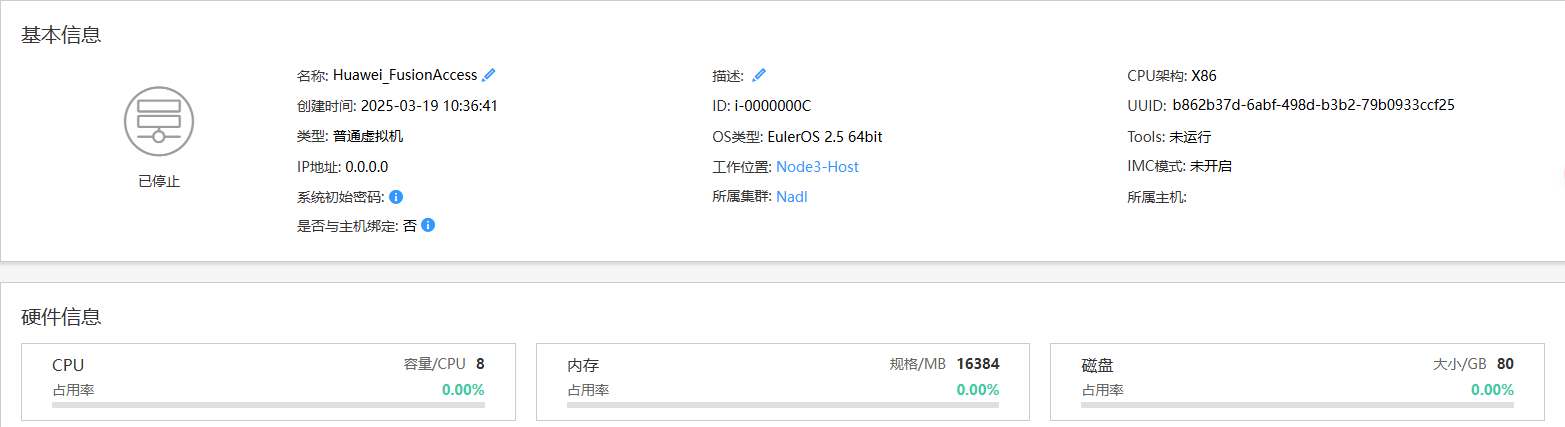 基本信息
已停止
名称: Huawei_FusionAccess
创建时间: 2025-03-19 10:36:41
类型: 普通虚拟机
IP地址: 0.0.0.0
系统初始密码:
是否与主机绑定: 否
描述:
ID: i-0000000C
OS类型: EulerOS 2.5 64bit
工作位置: Node3-Host
所属集群: Nadl
CPU架构: X86
UUID: b862b37d-6abf-498d-b3b2-79b0933ccf25
Tools: 未运行
IMC模式: 未开启
所属主机:
硬件信息
CPU 容量/CPU 8
占用率 0.00%
内存 规格/MB 16384
占用率 0.00%
磁盘 大小/GB 80
占用率 0.00%